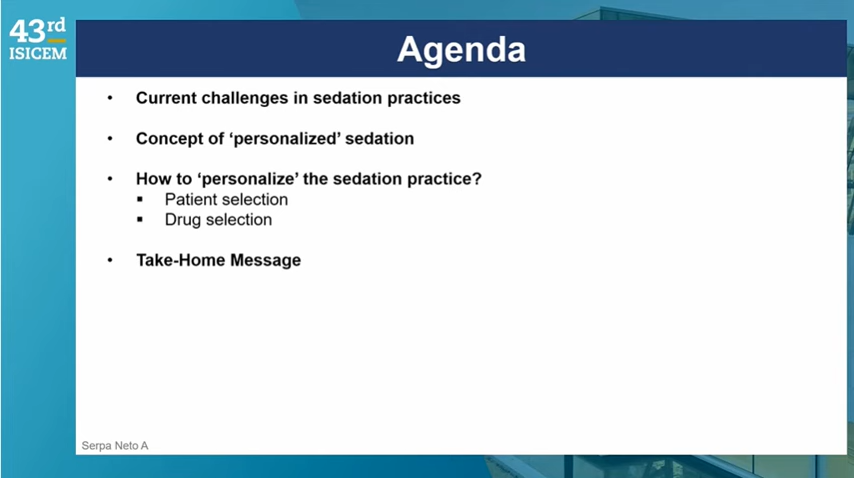 43rd
ISICEM
Agenda
• Current challenges in sedation practices
• Concept of ‘personalized’ sedation
• How to ‘personalize’ the sedation practice?
▪ Patient selection
▪ Drug selection
• Take-Home Message
Serpa Neto A